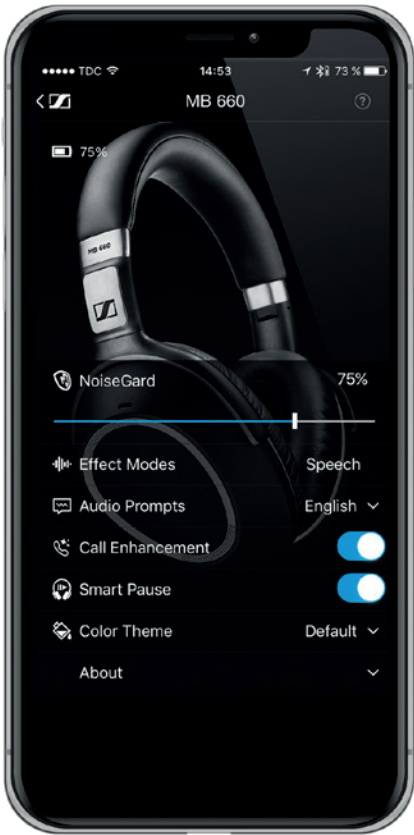 TDC 14:53 73 %
MB 660
?
75%
MB 660
NoiseGard 75%
Effect Modes Speech
Audio Prompts English
Call Enhancement
Smart Pause
Color Theme Default
About